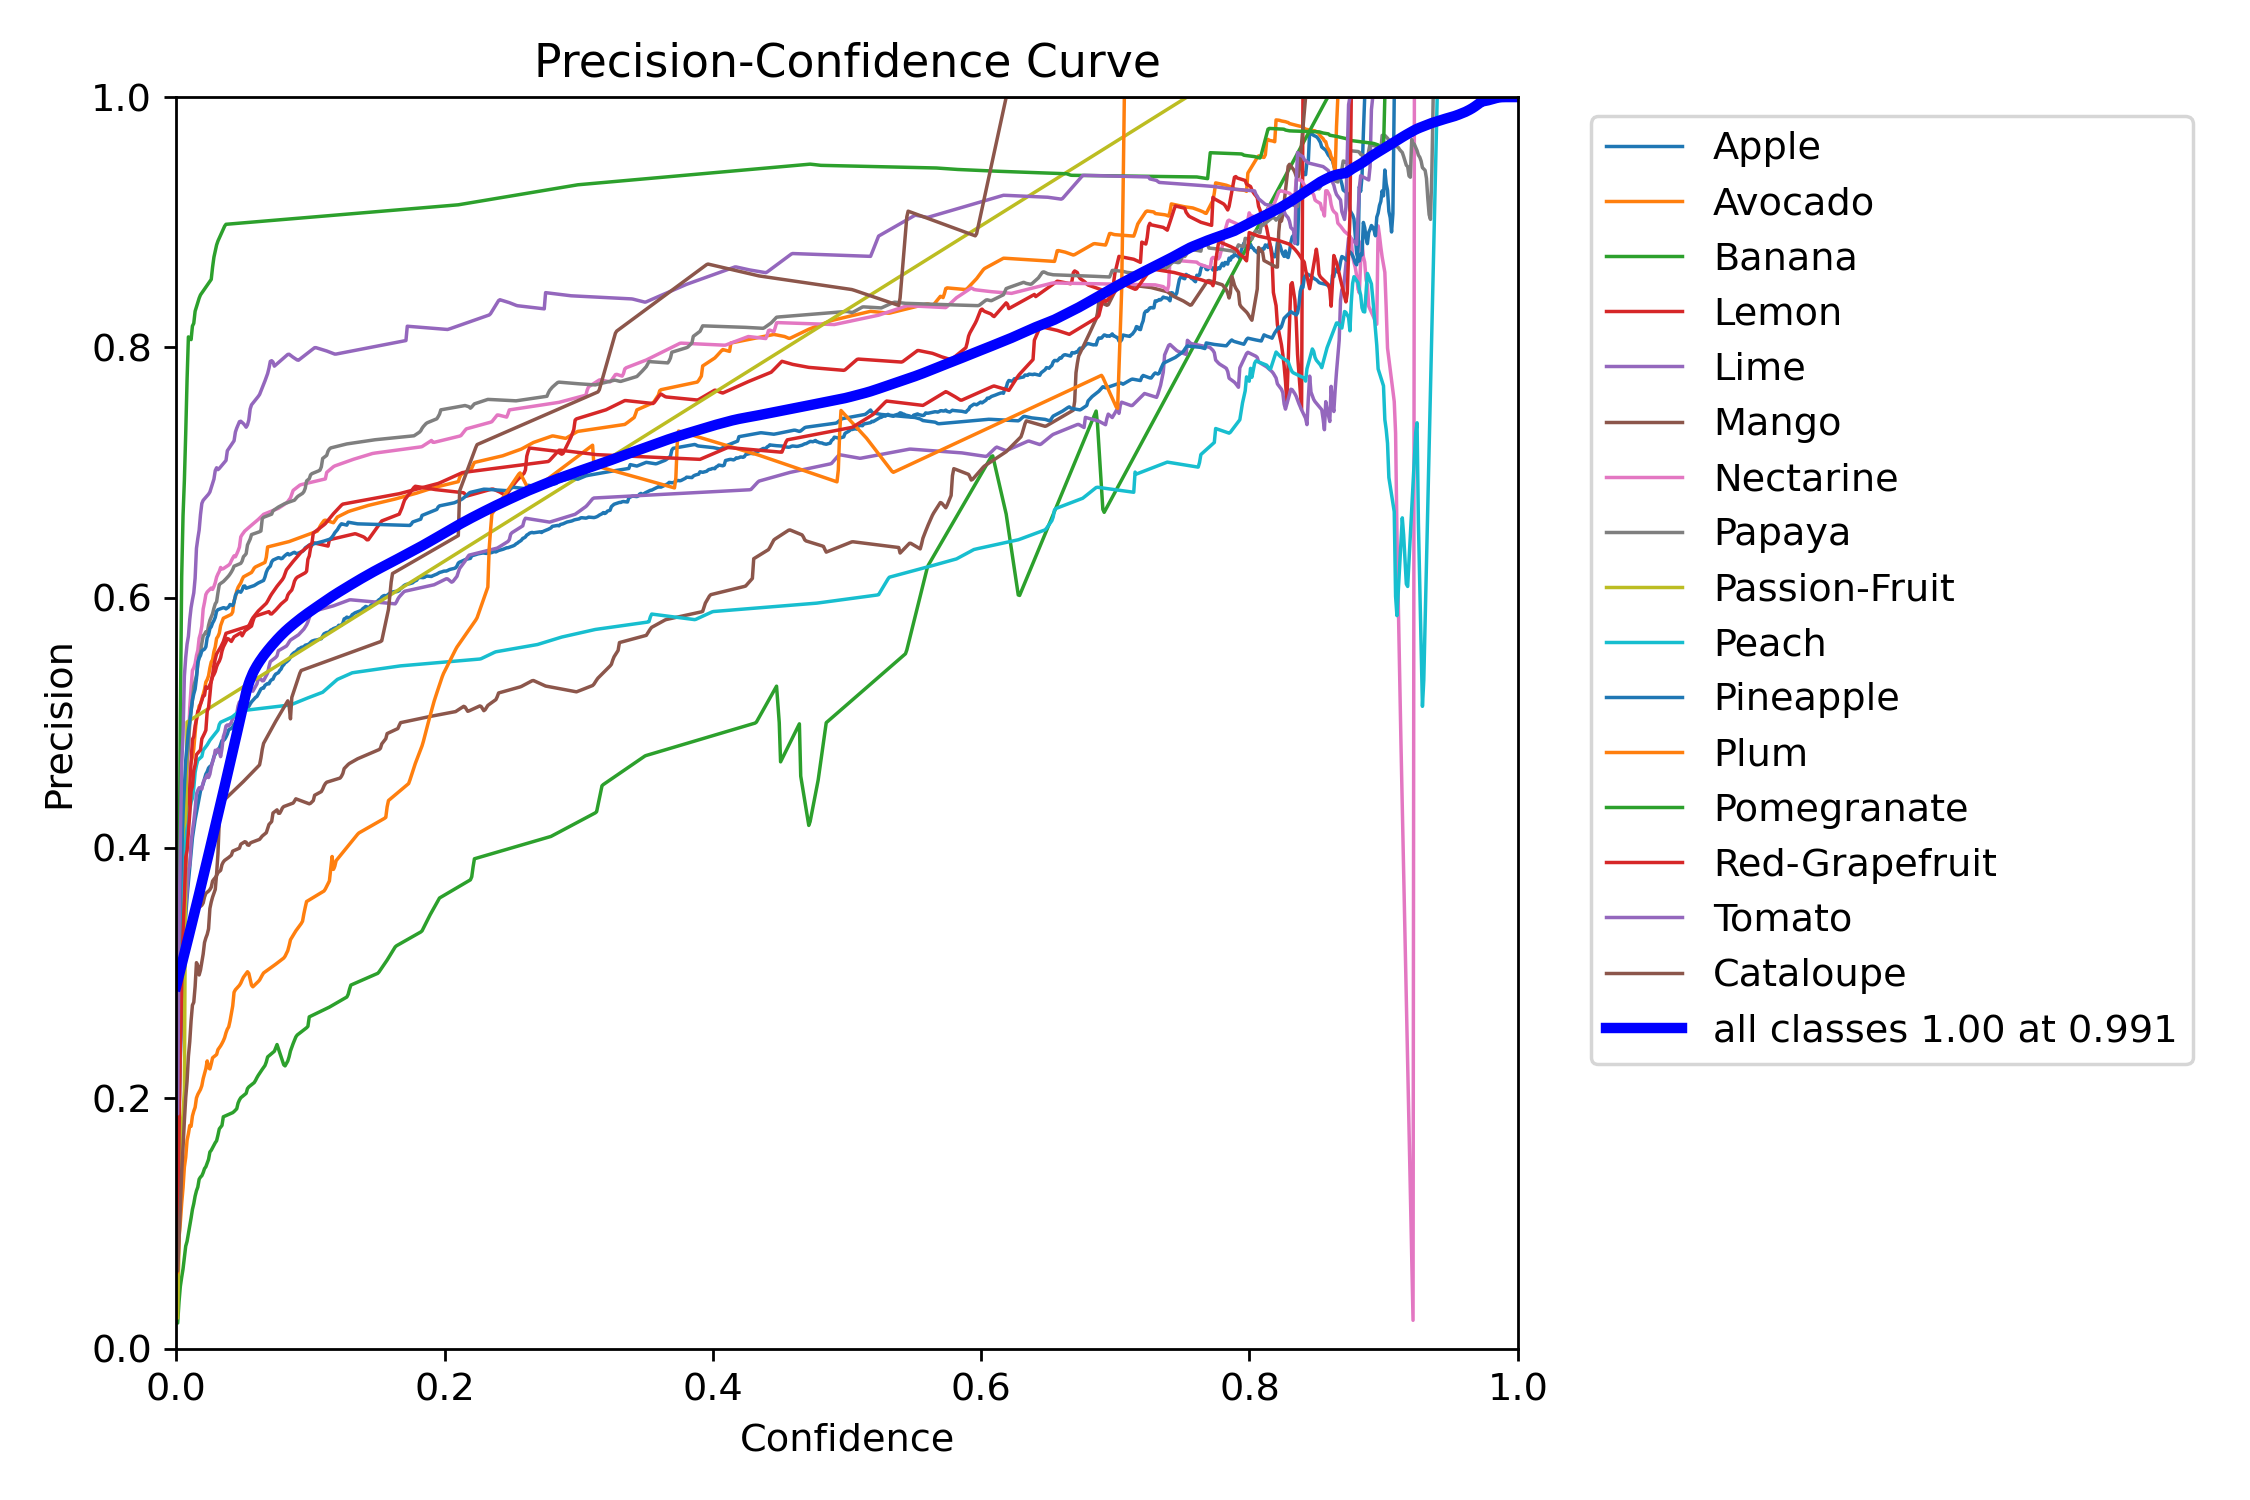 Precision-Confidence Curve
1.0
0.8
0.6
0.4
0.2
0.0
Precision
0.0 0.2 0.4 0.6 0.8 1.0
Confidence
Apple
Avocado
Banana
Lemon
Lime
Mango
Nectarine
Papaya
Passion-Fruit
Peach
Pineapple
Plum
Pomegranate
Red-Grapefruit
Tomato
Cataloupe
all classes 1.00 at 0.991